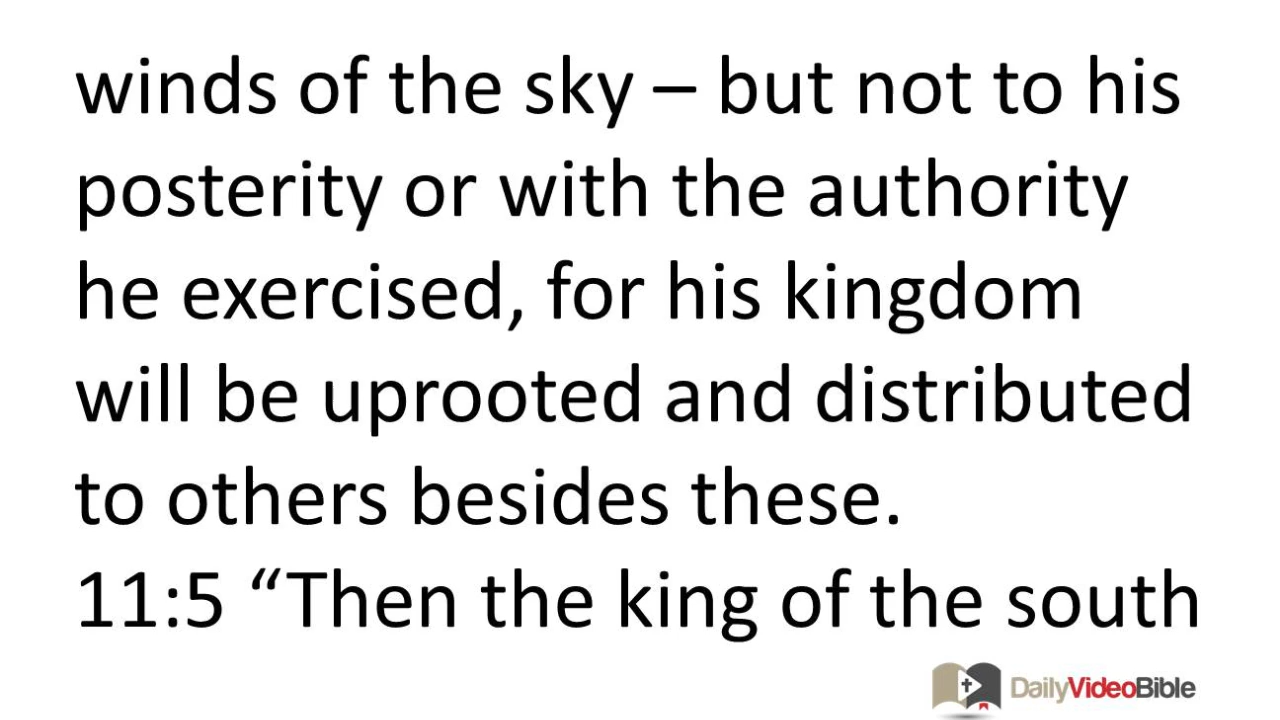 winds of the sky – but not to his
posterity or with the authority
he exercised, for his kingdom
will be uprooted and distributed
to others besides these.
11:5 “Then the king of the south
DailyVideoBible